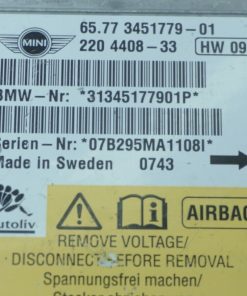 65.77 3451779-01
MINI
220 4408-33 HW 09
BMW-Nr: *31345177901P*
Serien-Nr: *07B295MA1108I*
Made in Sweden 0743
autoliv
AIRBAG
REMOVE VOLTAGE/
DISCONNECT BEFORE REMOVAL
Spannungsfrei machen/